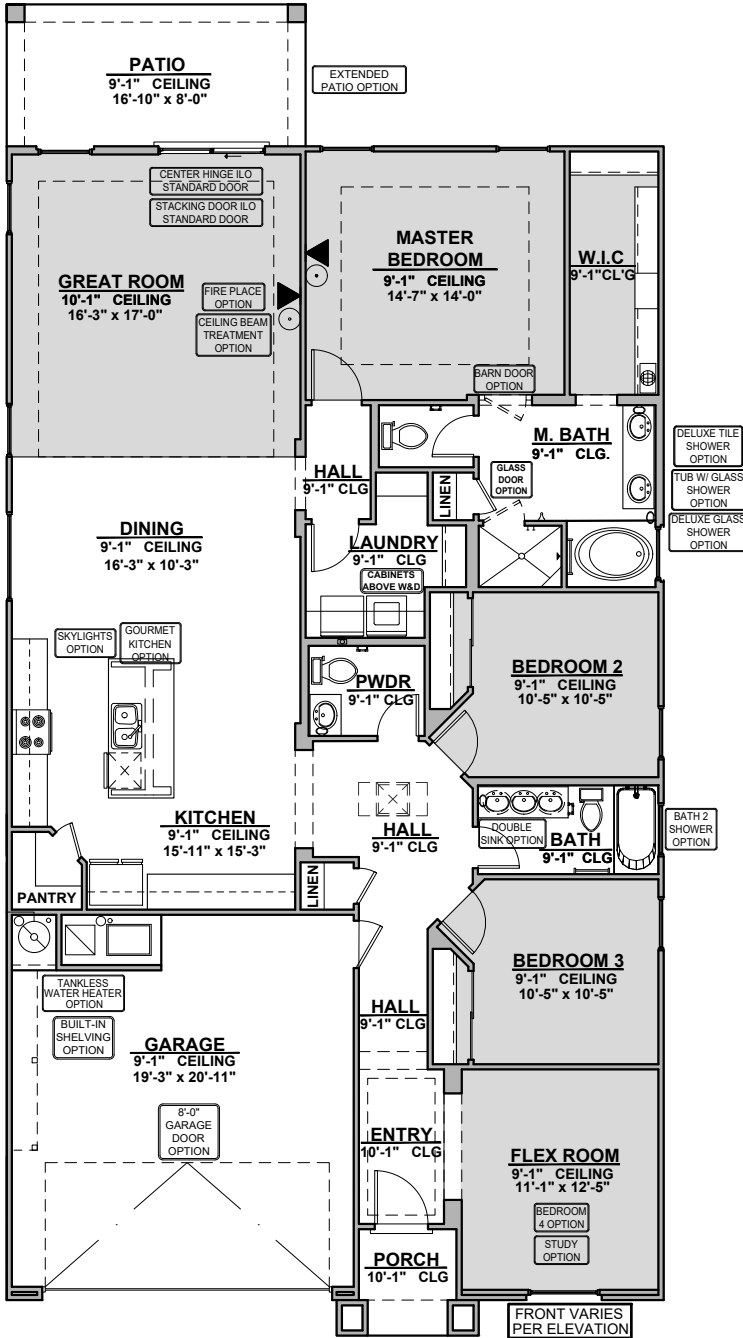 PATIO
9'-1" CEILING
16'-10" x 8'-0"
EXTENDED
PATIO OPTION
CENTER HINGE ILO
STANDARD DOOR
STACKING DOOR ILO
STANDARD DOOR
GREAT ROOM
10'-1" CEILING
16'-3" x 17'-0"
FIRE PLACE
OPTION
CEILING BEAM
TREATMENT
OPTION
MASTER
BEDROOM
9'-1" CEILING
14'-7" x 14'-0"
W.I.C
9'-1"CL'G
BARN DOOR
OPTION
M. BATH
9'-1" CLG.
GLASS
DOOR
OPTION
DELUXE TILE
SHOWER
OPTION
TUB W/ GLASS
SHOWER
OPTION
DELUXE GLASS
SHOWER
OPTION
HALL
9'-1" CLG
LINEN
DINING
9'-1" CEILING
16'-3" x 10'-3"
LAUNDRY
9'-1" CLG
CABINETS
ABOVE W&D
SKYLIGHTS
OPTION
GOURMET
KITCHEN
OPTION
PWDR
9'-1" CLG
BEDROOM 2
9'-1" CEILING
10'-5" x 10'-5"
KITCHEN
9'-1" CEILING
15'-11" x 15'-3"
HALL
9'-1" CLG
DOUBLE
SINK OPTION
BATH
9'-1" CLG
BATH 2
SHOWER
OPTION
PANTRY
LINEN
TANKLESS
WATER HEATER
OPTION
BUILT-IN
SHELVING
OPTION
GARAGE
9'-1" CEILING
19'-3" x 20'-11"
8'-0"
GARAGE
DOOR
OPTION
HALL
9'-1" CLG
BEDROOM 3
9'-1" CEILING
10'-5" x 10'-5"
ENTRY
10'-1" CLG
FLEX ROOM
9'-1" CEILING
11'-1" x 12'-5"
BEDROOM
4 OPTION
STUDY
OPTION
PORCH
10'-1" CLG
FRONT VARIES
PER ELEVATION